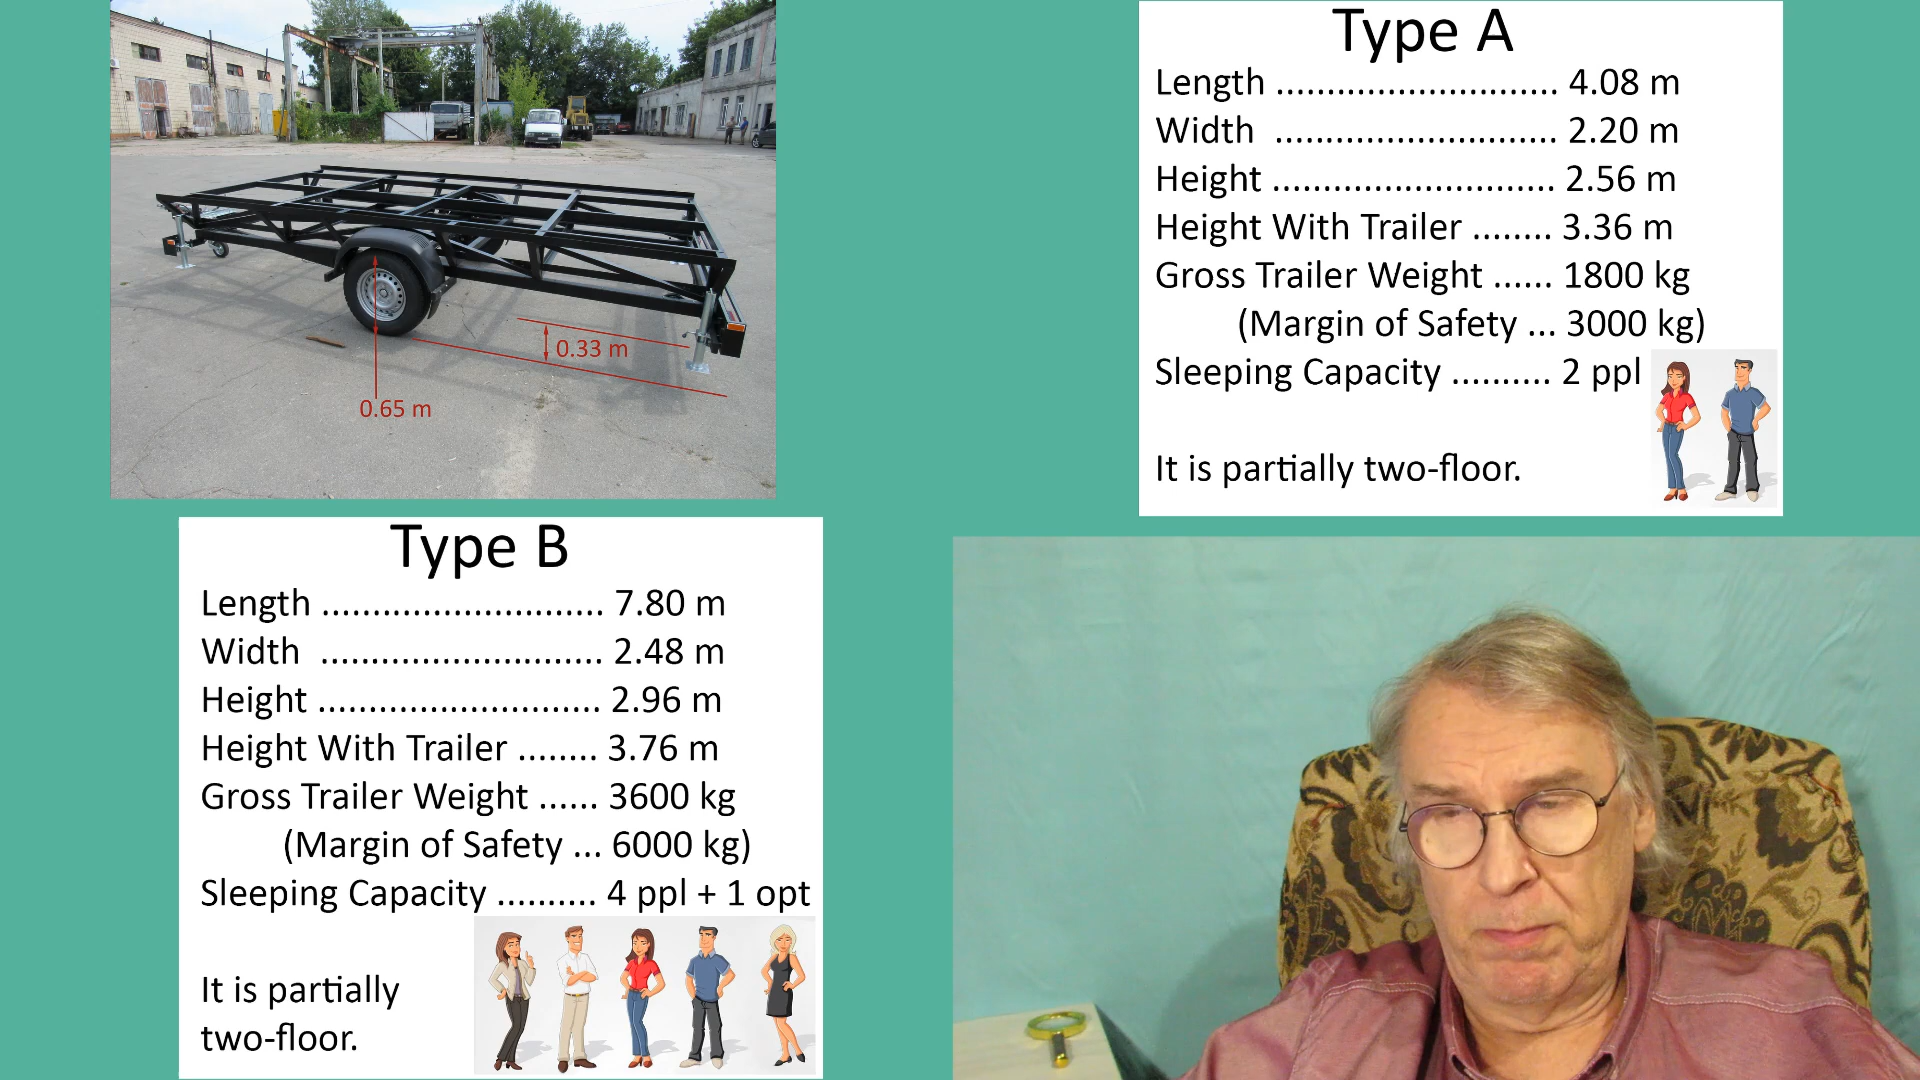 0.33 m
0.65 m
Type A
Length ............................ 4.08 m
Width ............................ 2.20 m
Height ............................ 2.56 m
Height With Trailer ........ 3.36 m
Gross Trailer Weight ...... 1800 kg
(Margin of Safety ... 3000 kg)
Sleeping Capacity .......... 2 ppl
It is partially two-floor.
Type B
Length ............................ 7.80 m
Width ............................ 2.48 m
Height ............................ 2.96 m
Height With Trailer ........ 3.76 m
Gross Trailer Weight ...... 3600 kg
(Margin of Safety ... 6000 kg)
Sleeping Capacity .......... 4 ppl + 1 opt
It is partially
two-floor.